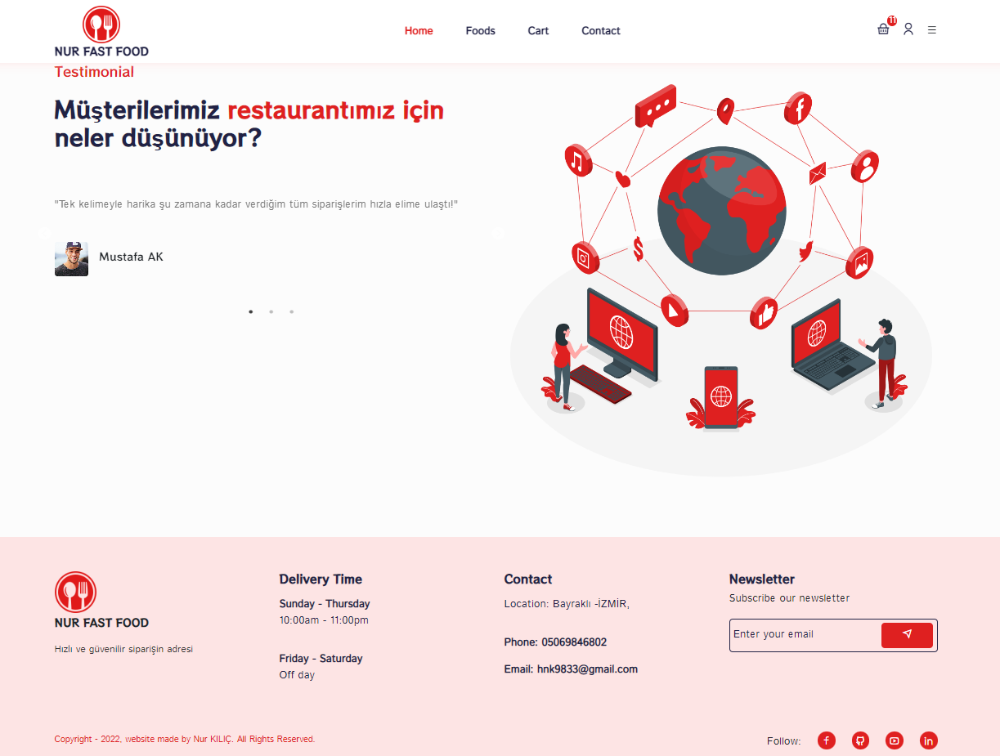 NUR FAST FOOD
Home
Foods
Cart
Contact
11
Testimonial
Müşterilerimiz restaurantımız için
neler düşünüyor?
"Tek kelimeyle harika şu zamana kadar verdiğim tüm siparişlerim hızla elime ulaştı!"
Mustafa AK
NUR FAST FOOD
Hızlı ve güvenilir siparişin adresi
Delivery Time
Sunday - Thursday
10:00am - 11:00pm
Friday - Saturday
Off day
Contact
Location: Bayraklı -İZMİR,
Phone: 05069846802
Email: hnk9833@gmail.com
Newsletter
Subscribe our newsletter
Enter your email
Copyright - 2022, website made by Nur KILIÇ. All Rights Reserved.
Follow: